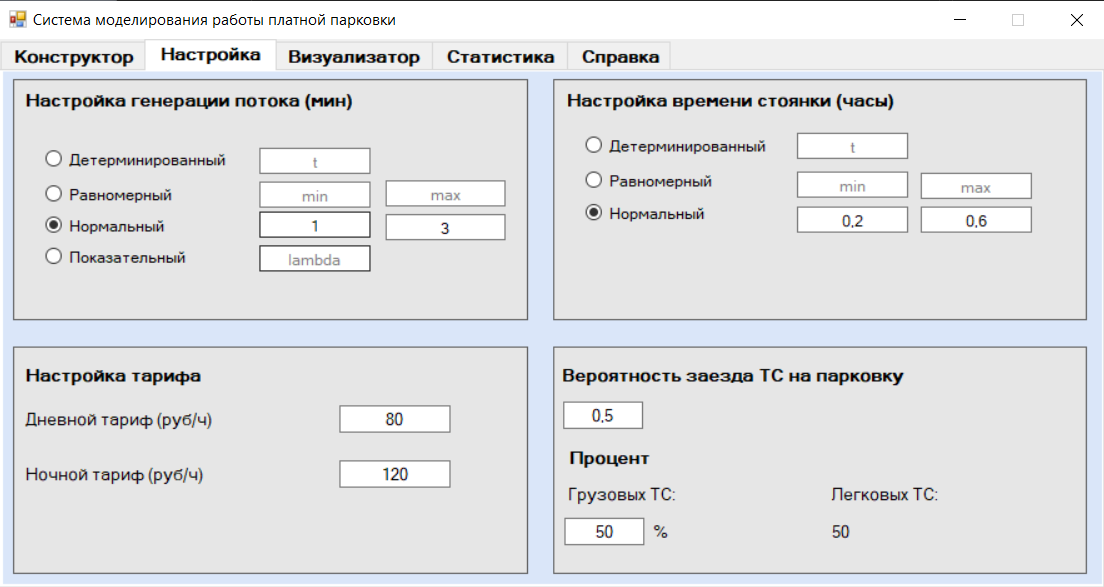 Система моделирования работы платной парковки
Конструктор Настройка Визуализатор Статистика Справка
Настройка генерации потока (мин)
Детерминированный t
Равномерный min max
Нормальный 1 3
Показательный lambda
Настройка времени стоянки (часы)
Детерминированный t
Равномерный min max
Нормальный 0,2 0,6
Настройка тарифа
Дневной тариф (руб/ч) 80
Ночной тариф (руб/ч) 120
Вероятность заезда ТС на парковку
0,5
Процент
Грузовых ТС: Легковых ТС:
50 % 50